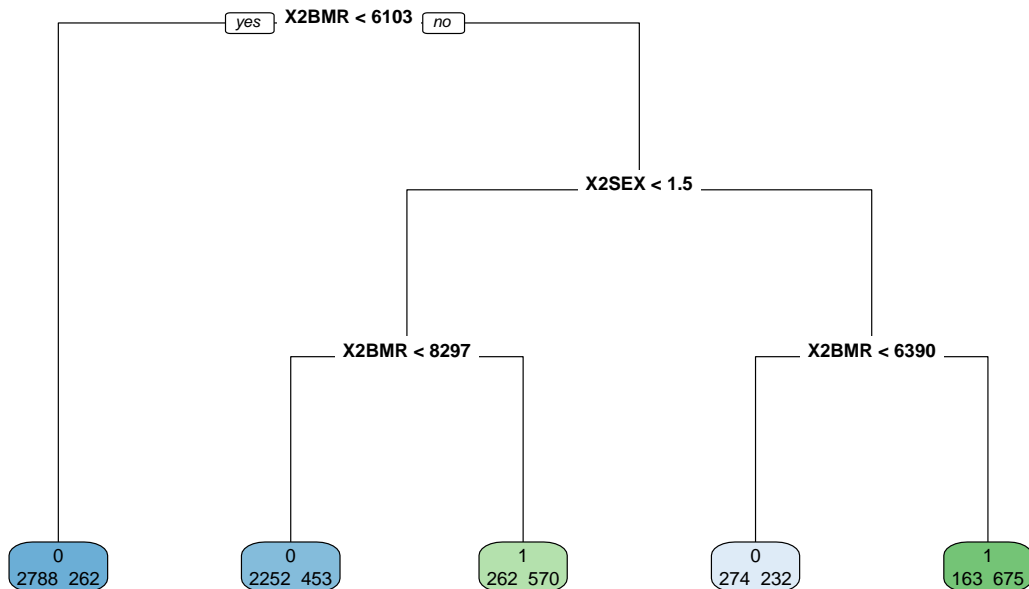 yes X2BMR < 6103 no
X2SEX < 1.5
X2BMR < 8297 X2BMR < 6390
0 0 1 0 1
2788 262 2252 453 262 570 274 232 163 675